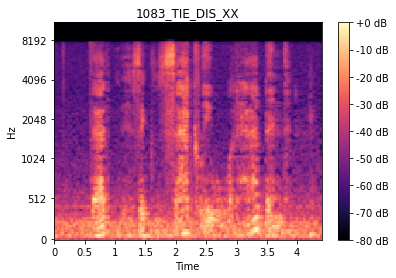 1083_TIE_DIS_XX
+0 dB
8192
-10 dB
4096
-20 dB
-30 dB
2048
Hz
-40 dB
1024
-50 dB
512
-60 dB
-70 dB
0
-80 dB
0 0.5 1 1.5 2 2.5 3 3.5 4
Time